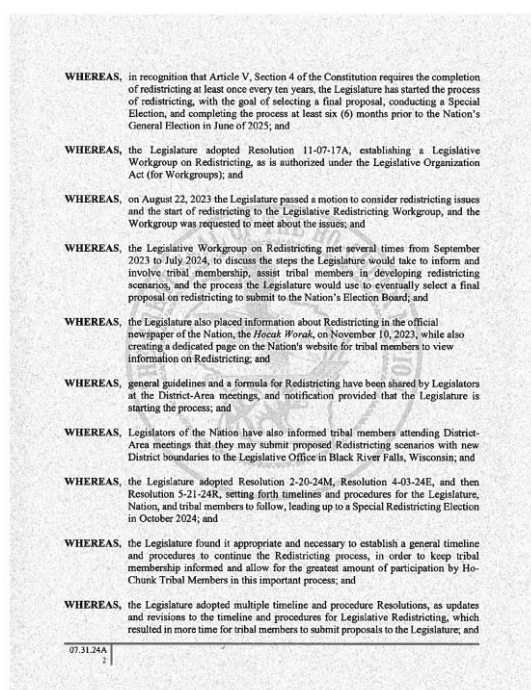 WHEREAS, in recognition that Article V, Section 4 of the Constitution requires the completion
of redistricting at least once every ten years, the Legislature has started the process
of redistricting, with the goal of selecting a final proposal, conducting a Special
Election, and completing the process at least six (6) months prior to the Nation's
General Election in June of 2025; and
WHEREAS, the Legislature adopted Resolution 11-07-17A, establishing a Legislative
Workgroup on Redistricting, as is authorized under the Legislative Organization
Act (for Workgroups); and
WHEREAS, on August 22, 2023 the Legislature passed a motion to consider redistricting issues
and the start of redistricting to the Legislative Redistricting Workgroup, and the
Workgroup was requested to meet about the issues; and
WHEREAS, the Legislative Workgroup on Redistricting met several times from September
2023 to July 2024, to discuss the steps the Legislature would take to inform and
involve tribal membership, assist tribal members in developing redistricting
scenarios, and the process the Legislature would use to eventually select a final
proposal on redistricting to submit to the Nation's Election Board; and
WHEREAS, the Legislature also placed information about Redistricting in the official
newspaper of the Nation, the Hocak Worak, on November 10, 2023, while also
creating a dedicated page on the Nation's website for tribal members to view
information on Redistricting; and
WHEREAS, general guidelines and a formula for Redistricting have been shared by Legislators
at the District-Area meetings, and notification provided that the Legislature is
starting the process; and
WHEREAS, Legislators of the Nation have also informed tribal members attending District-
Area meetings that they may submit proposed Redistricting scenarios with new
District boundaries to the Legislative Office in Black River Falls, Wisconsin; and
WHEREAS, the Legislature adopted Resolution 2-20-24M, Resolution 4-03-24E, and then
Resolution 5-21-24R, setting forth timelines and procedures for the Legislature,
Nation, and tribal members to follow, leading up to a Special Redistricting Election
in October 2024; and
WHEREAS, the Legislature found it appropriate and necessary to establish a general timeline
and procedures to continue the Redistricting process, in order to keep tribal
membership informed and allow for the greatest amount of participation by Ho-
Chunk Tribal Members in this important process; and
WHEREAS, the Legislature adopted multiple timeline and procedure Resolutions, as updates
and revisions to the timeline and procedures for Legislative Redistricting, which
resulted in more time for tribal members to submit proposals to the Legislature; and
07.31.24A
2